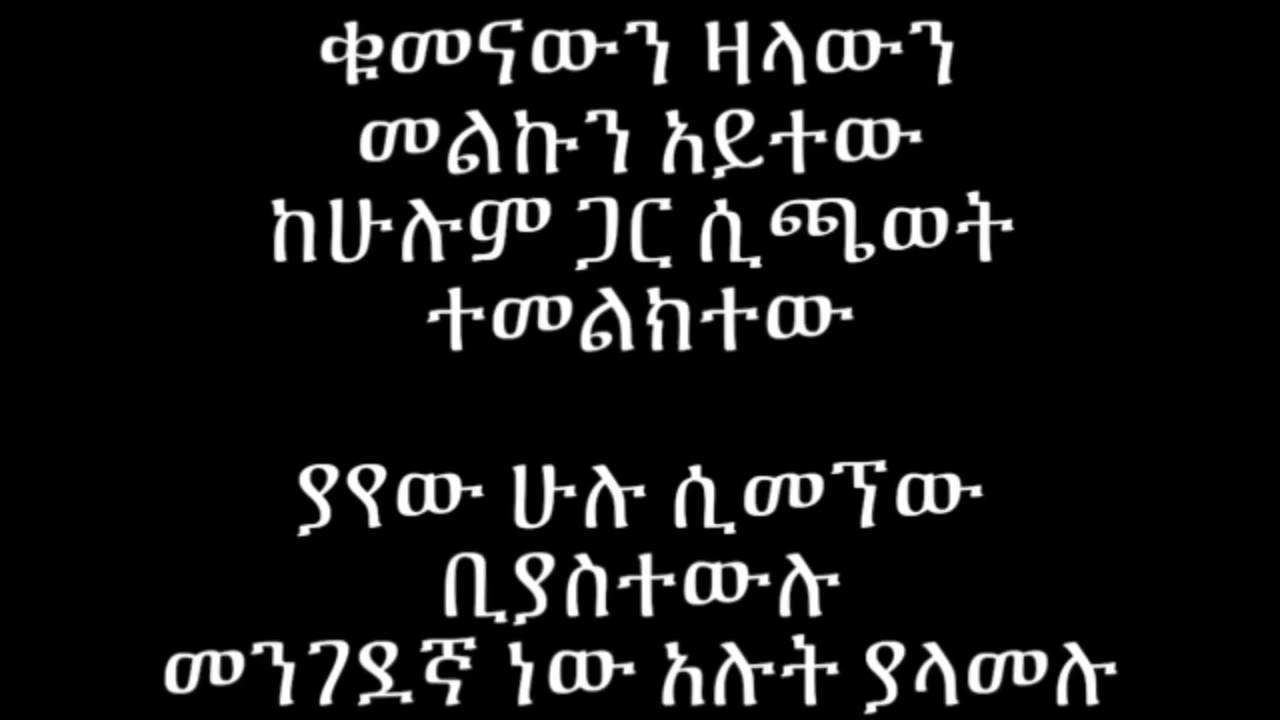 ቁመናውን ዛላውን
መልኩን አይተው
ከሁሉም ጋር ሲጫወት
ተመልክተው
ያየው ሁሉ ሲመኘው
ቢያስተውሉ
መንገደኛ ነው አሉት ያላመሉ